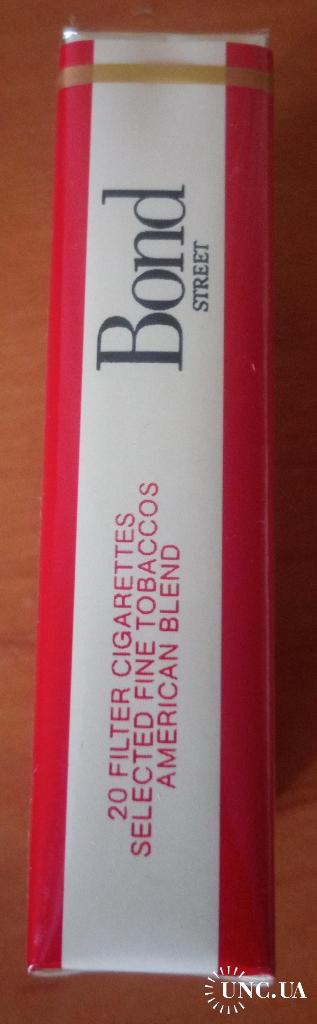 Bond
STREET
20 FILTER CIGARETTES
SELECTED FINE TOBACCOS
AMERICAN BLEND
UNC.UA